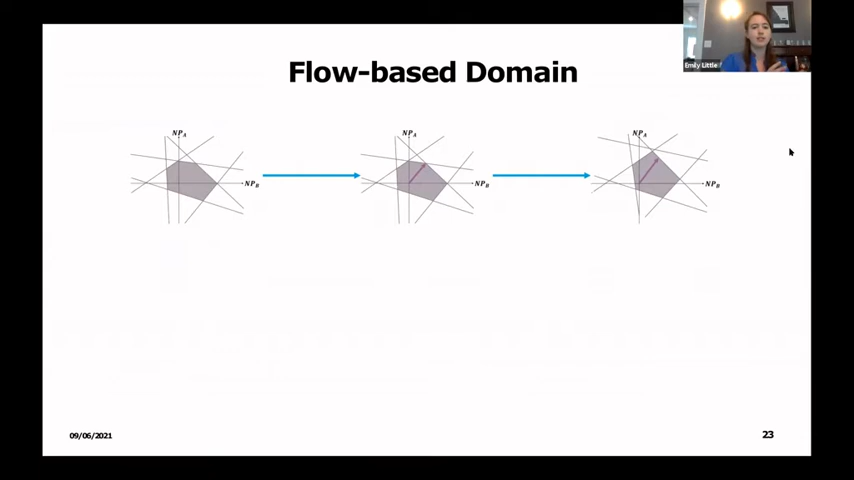 Emily Little
Flow-based Domain
NPA
NPB
NPA
NPB
NPA
NPB
09/06/2021
23